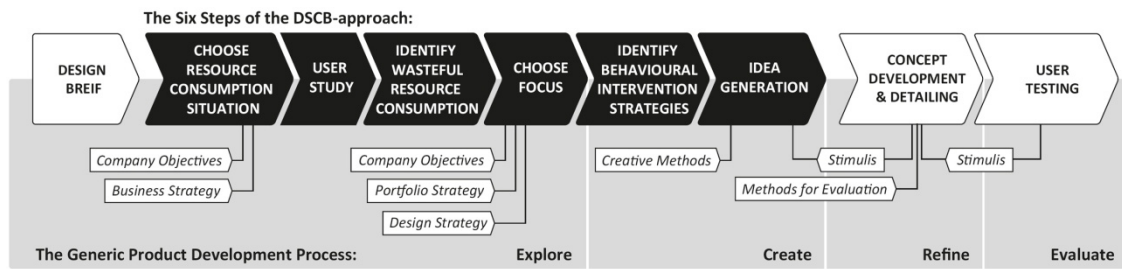 The Six Steps of the DSCB-approach:
DESIGN
BREIF
CHOOSE
RESOURCE
CONSUMPTION
SITUATION
USER
STUDY
IDENTIFY
WASTEFUL
RESOURCE
CONSUMPTION
CHOOSE
FOCUS
IDENTIFY
BEHAVIOURAL
INTERVENTION
STRATEGIES
IDEA
GENERATION
CONCEPT
DEVELOPMENT
& DETAILING
USER
TESTING
Company Objectives
Business Strategy
Company Objectives
Portfolio Strategy
Design Strategy
Creative Methods
Stimulis
Methods for Evaluation
Stimulis
The Generic Product Development Process:
Explore
Create
Refine
Evaluate